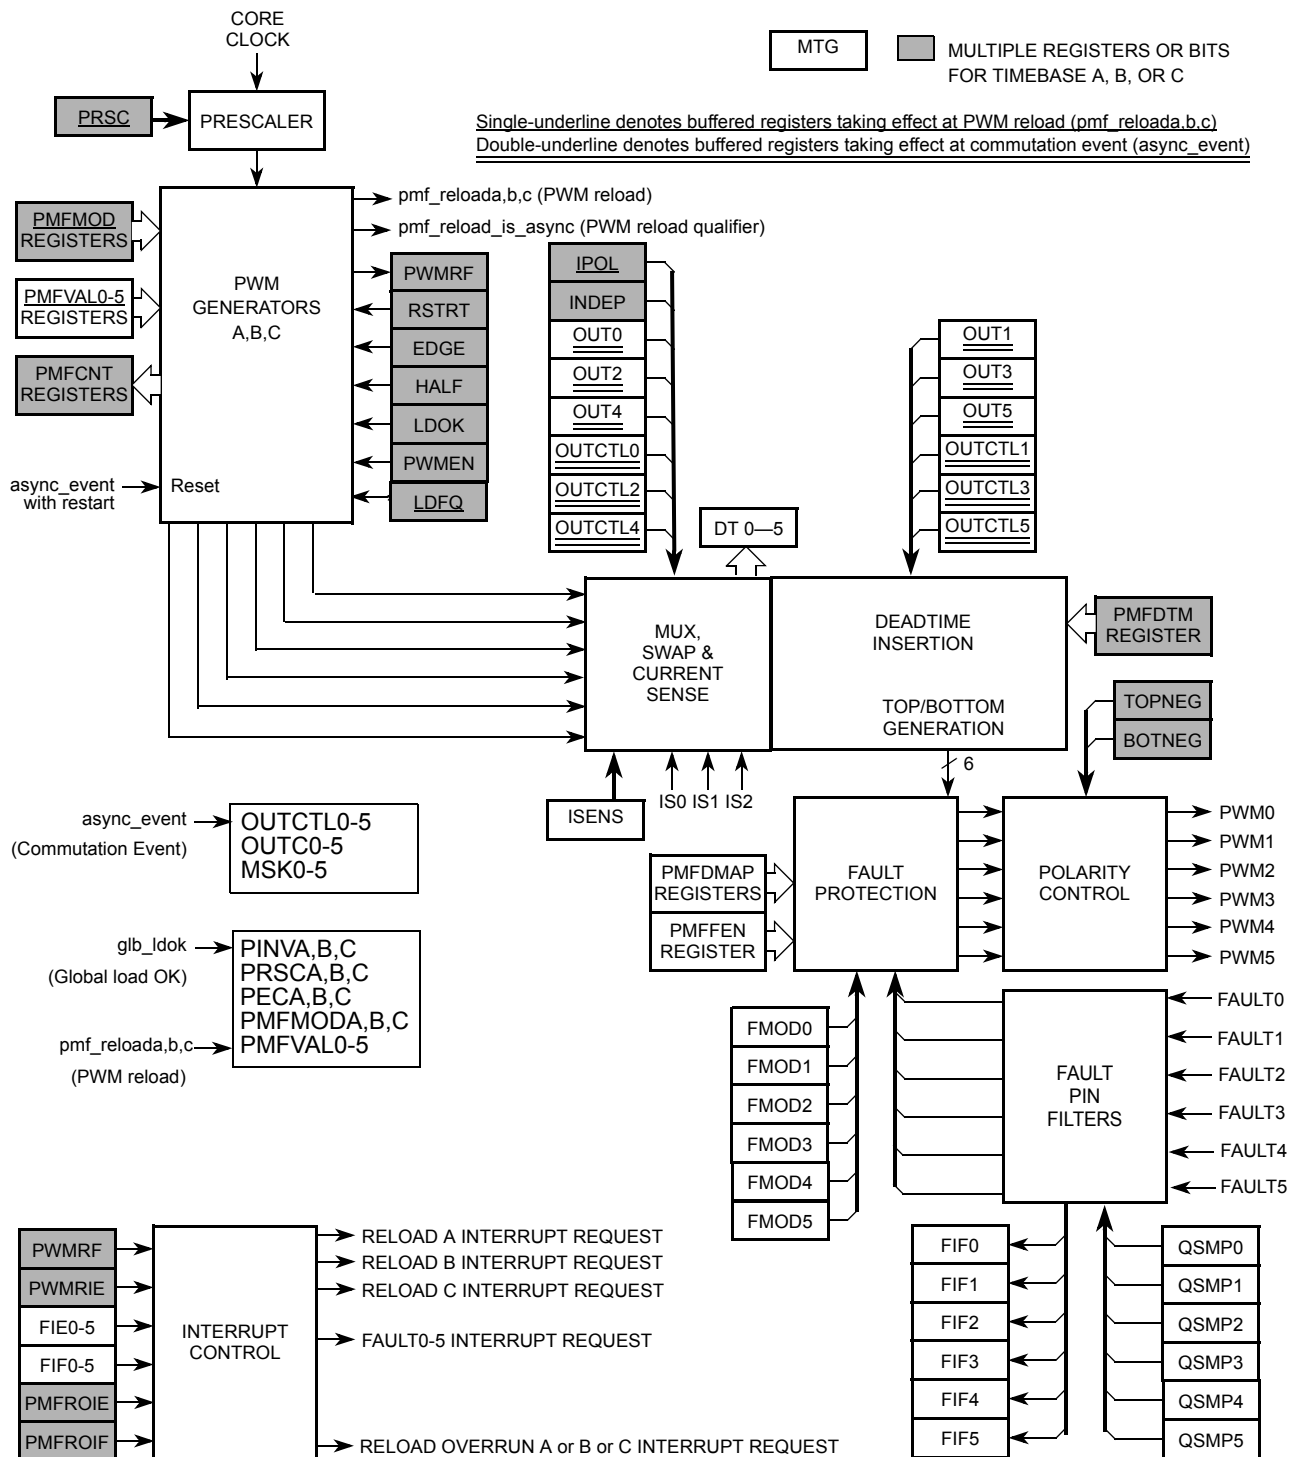 CORE
CLOCK
MTG
MULTIPLE REGISTERS OR BITS
FOR TIMEBASE A, B, OR C
PRSC
PRESCALER
Single-underline denotes buffered registers taking effect at PWM reload (pmf_reloada,b,c)
Double-underline denotes buffered registers taking effect at commutation event (async_event)
pmf_reloada,b,c (PWM reload)
pmf_reload_is_async (PWM reload qualifier)
PMFMOD
REGISTERS
PMFVAL0-5
REGISTERS
PMFCNT
REGISTERS
PWM
GENERATORS
A,B,C
async_event
with restart
Reset
PWMRF
RSTRT
EDGE
HALF
LDOK
PWMEN
LDFQ
IPOL
INDEP
OUT0
OUT2
OUT4
OUTCTL0
OUTCTL2
OUTCTL4
DT 0—5
OUT1
OUT3
OUT5
OUTCTL1
OUTCTL3
OUTCTL5
MUX,
SWAP &
CURRENT
SENSE
DEADTIME
INSERTION
TOP/BOTTOM
GENERATION
PMFDTM
REGISTER
TOPNEG
BOTNEG
6
ISENS
IS0 IS1 IS2
async_event
(Commutation Event)
OUTCTL0-5
OUTC0-5
MSK0-5
PMFDMAP
REGISTERS
PMFFEN
REGISTER
FAULT
PROTECTION
POLARITY
CONTROL
PWM0
PWM1
PWM2
PWM3
PWM4
PWM5
glb_ldok
(Global load OK)
pmf_reloada,b,c
(PWM reload)
PINVA,B,C
PRSCA,B,C
PECA,B,C
PMFMODA,B,C
PMFVAL0-5
FMOD0
FMOD1
FMOD2
FMOD3
FMOD4
FMOD5
FAULT
PIN
FILTERS
FAULT0
FAULT1
FAULT2
FAULT3
FAULT4
FAULT5
FIF0
FIF1
FIF2
FIF3
FIF4
FIF5
QSMP0
QSMP1
QSMP2
QSMP3
QSMP4
QSMP5
PWMRF
PWMRIE
FIE0-5
FIF0-5
PMFROIE
PMFROIF
INTERRUPT
CONTROL
RELOAD A INTERRUPT REQUEST
RELOAD B INTERRUPT REQUEST
RELOAD C INTERRUPT REQUEST
FAULT0-5 INTERRUPT REQUEST
RELOAD OVERRUN A or B or C INTERRUPT REQUEST